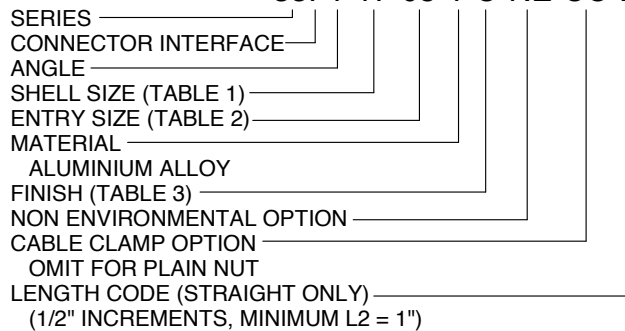 SERIES
CONNECTOR INTERFACE
ANGLE
SHELL SIZE (TABLE 1)
ENTRY SIZE (TABLE 2)
MATERIAL
ALUMINIUM ALLOY
FINISH (TABLE 3)
NON ENVIRONMENTAL OPTION
CABLE CLAMP OPTION
OMIT FOR PLAIN NUT
LENGTH CODE (STRAIGHT ONLY)
(1/2" INCREMENTS, MINIMUM L2 = 1")